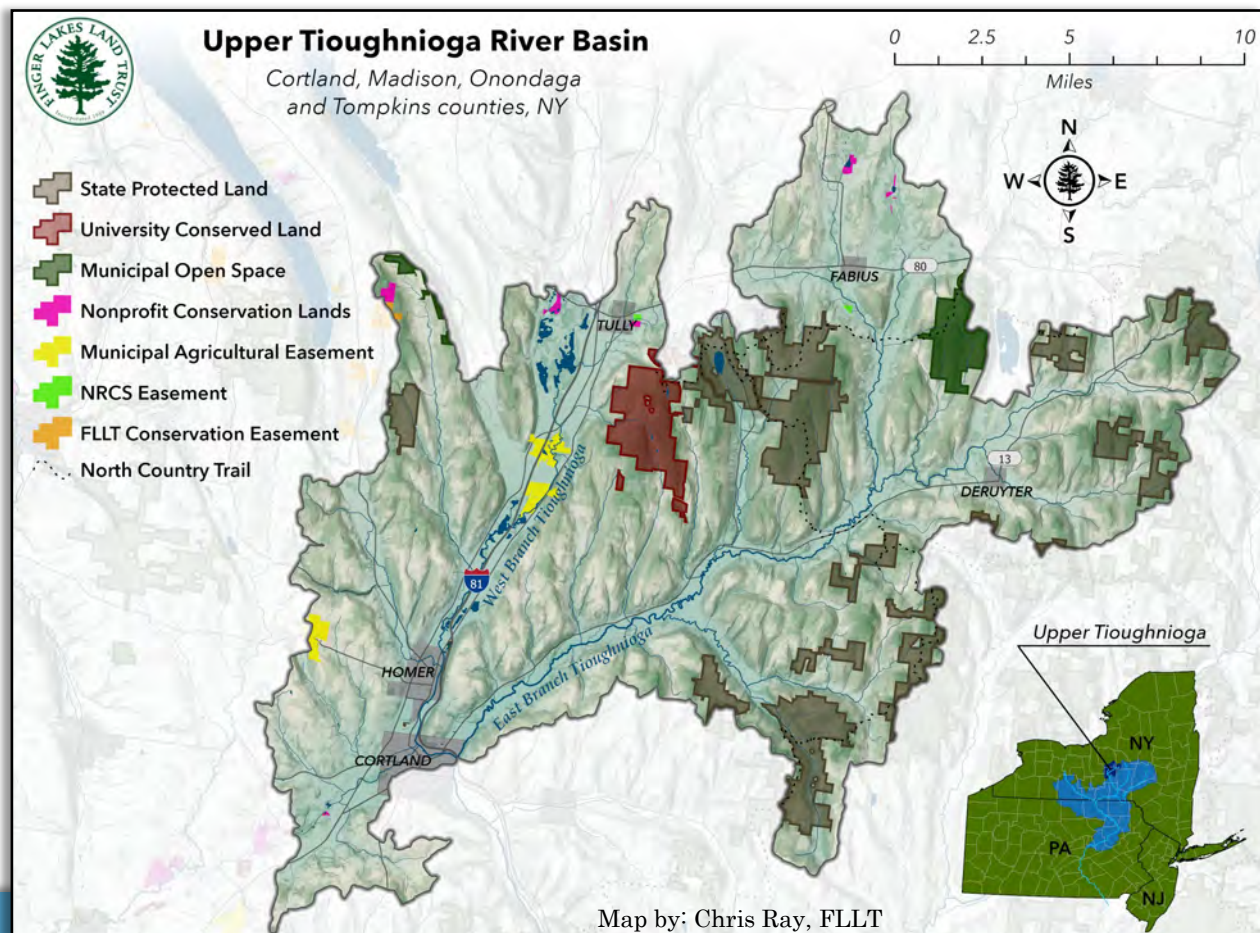 FINGER LAKES LAND TRUST
Upper Tioughnioga River Basin
Cortland, Madison, Onondaga
and Tompkins counties, NY
0 2.5 5 10
Miles
N
W E
S
State Protected Land
University Conserved Land
Municipal Open Space
Nonprofit Conservation Lands
Municipal Agricultural Easement
NRCS Easement
FLLT Conservation Easement
North Country Trail
FABIUS
80
TULLY
13
DERUYTER
West Branch Tioughnioga
81
East Branch Tioughnioga
HOMER
CORTLAND
Upper Tioughnioga
NY
PA
NJ
Map by: Chris Ray, FLLT